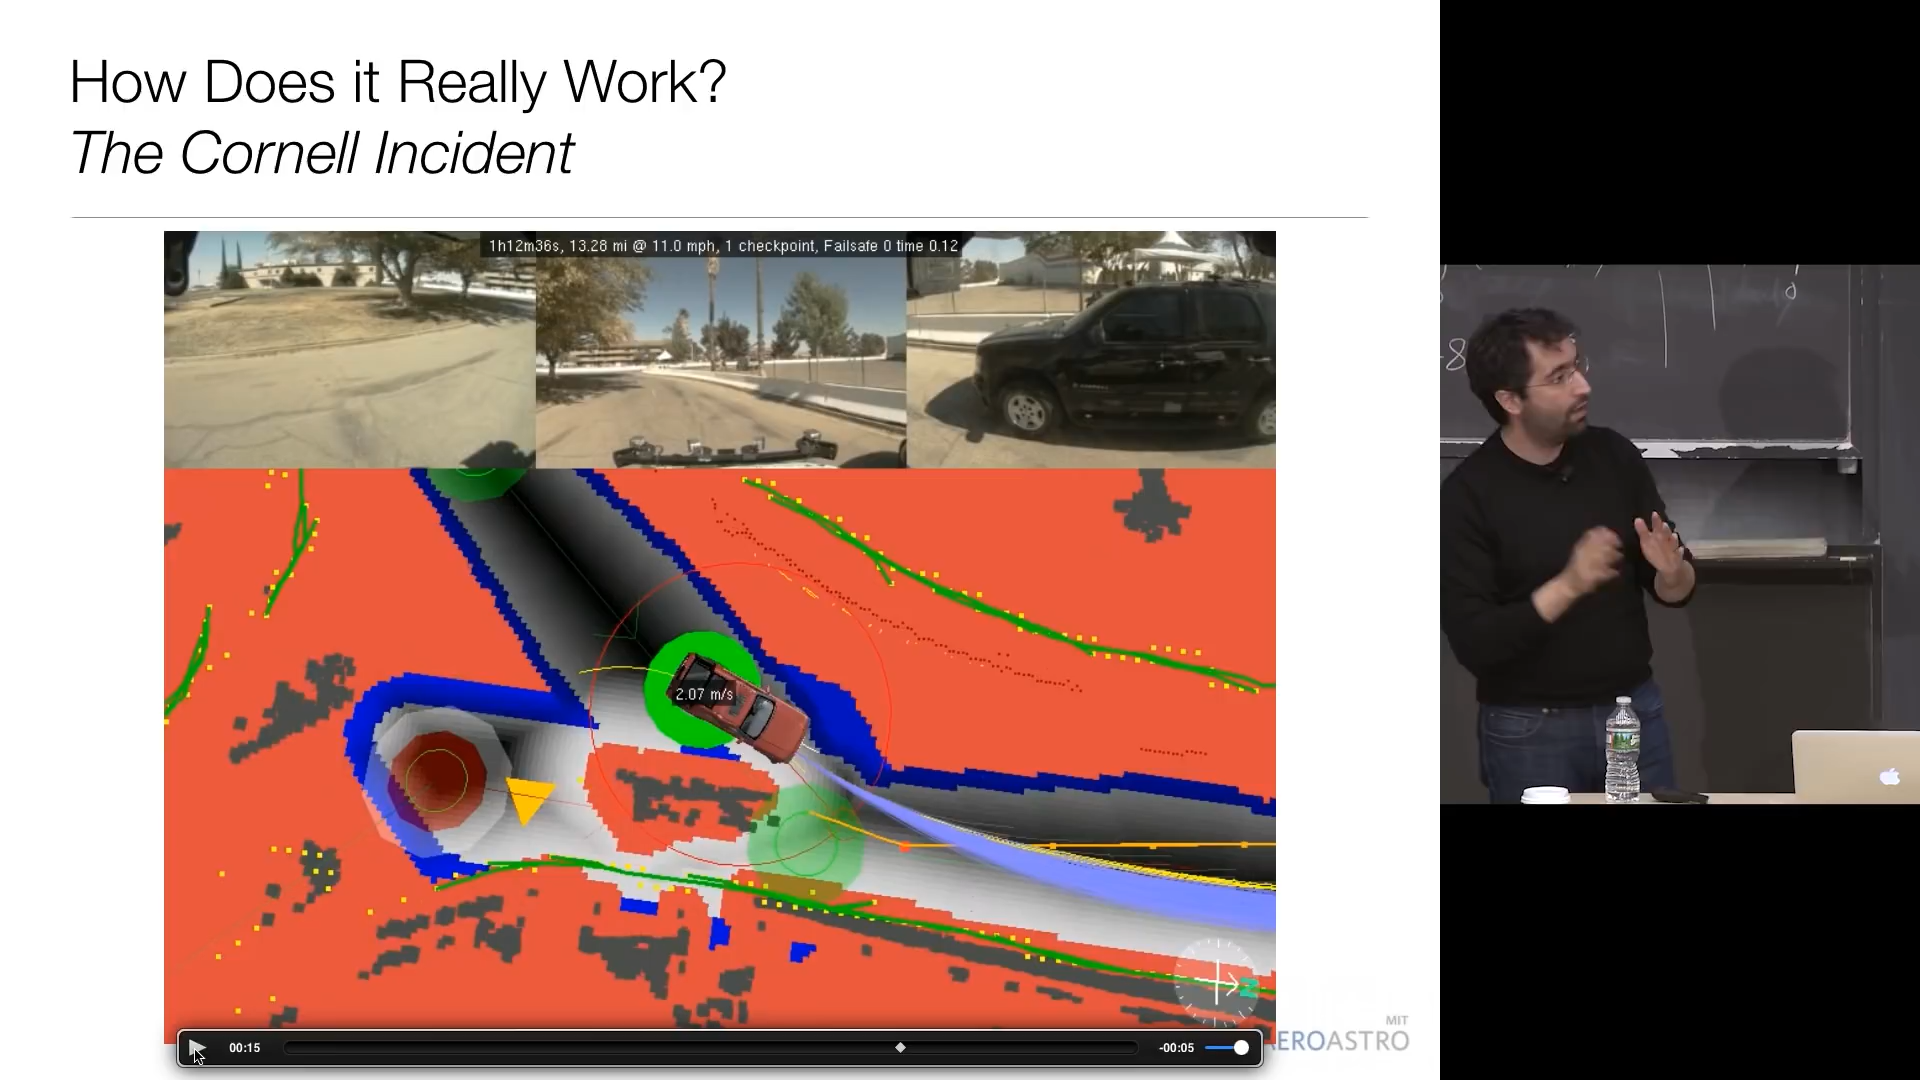 How Does it Really Work?
The Cornell Incident
1h12m36s, 13.28 mi @ 11.0 mph, 1 checkpoint, Failsafe 0 time 0.12
2.07 m/s
MIT
AEROASTRO
00:15
-00:05